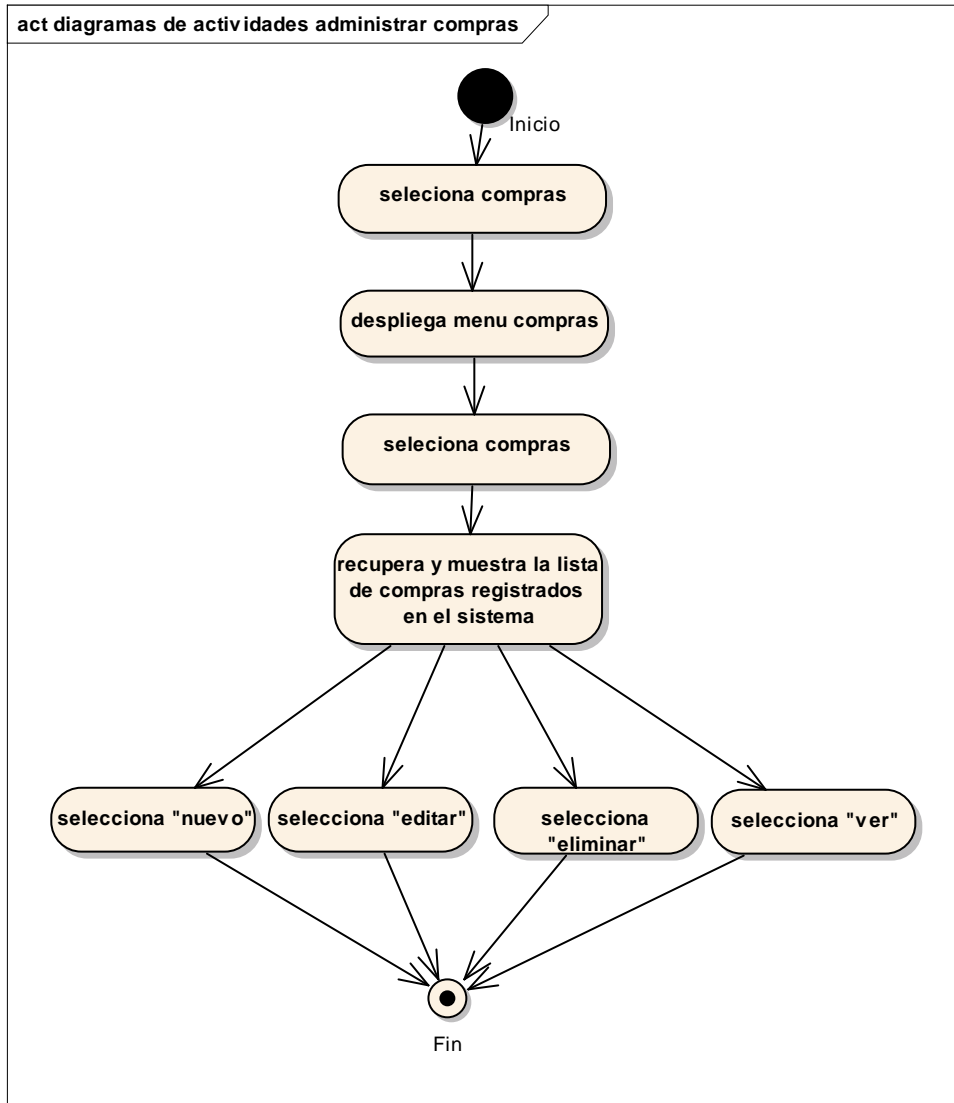 act diagramas de actividades administrar compras
Inicio
seleciona compras
despliega menu compras
seleciona compras
recupera y muestra la lista
de compras registrados
en el sistema
selecciona "nuevo"
selecciona "editar"
selecciona
"eliminar"
selecciona "ver"
Fin